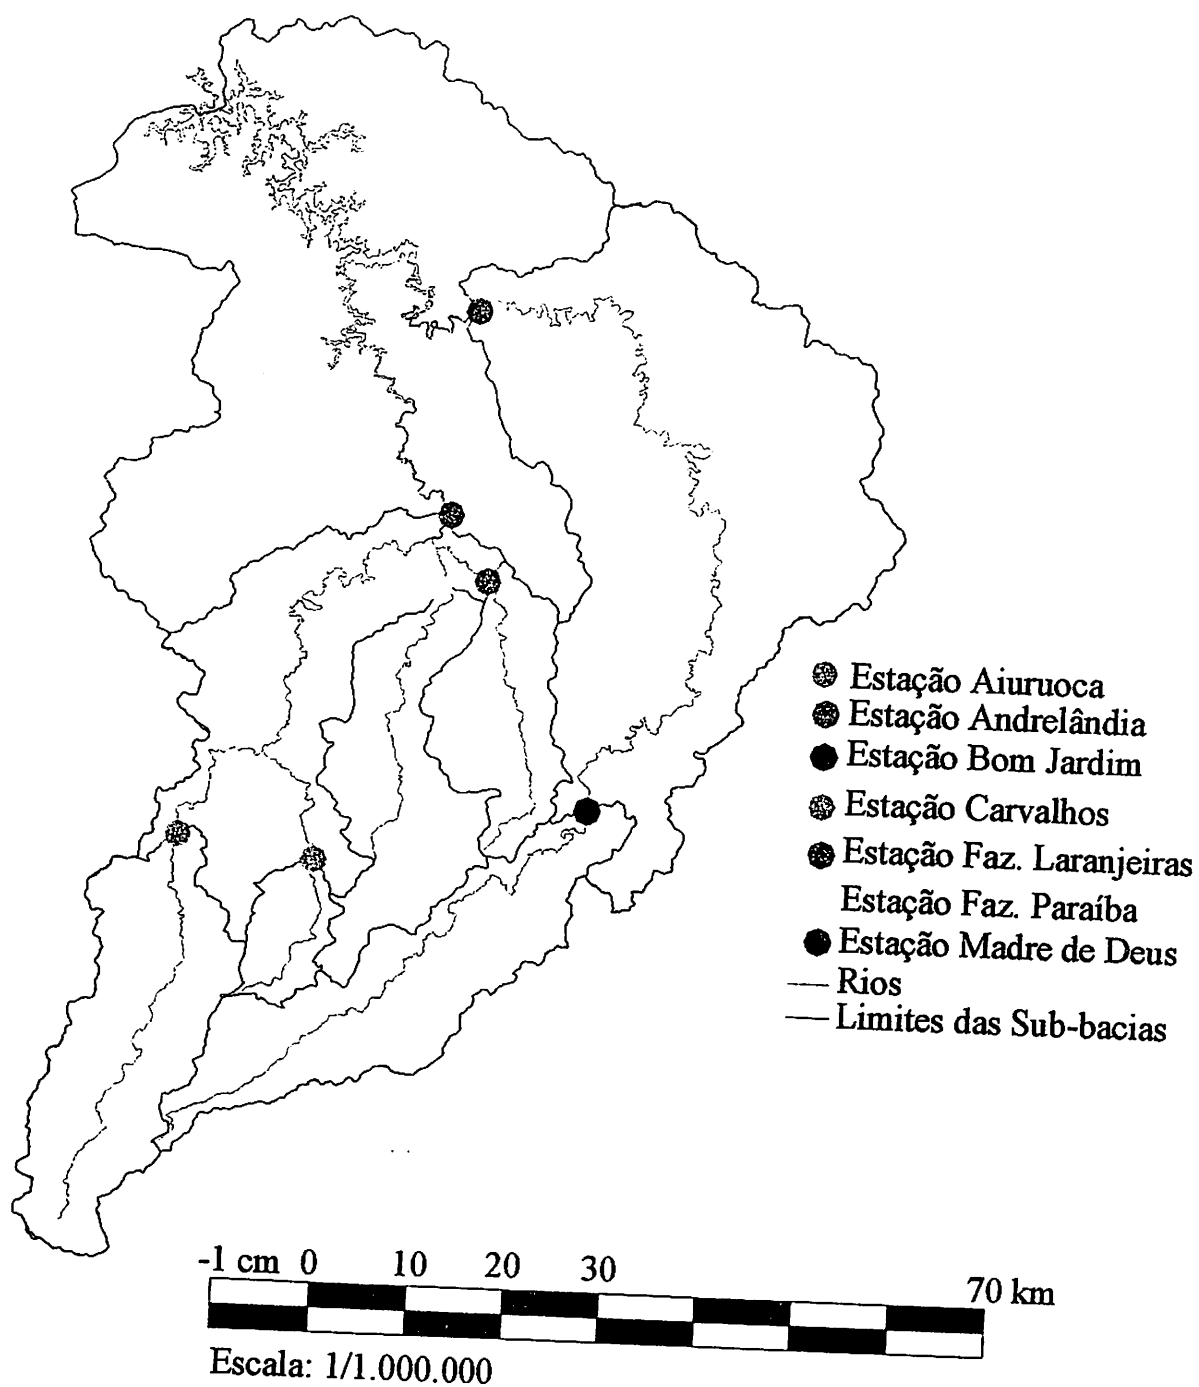 Estação Aiuruoca
Estação Andrelândia
Estação Bom Jardim
Estação Carvalhos
Estação Faz. Laranjeiras
Estação Faz. Paraíba
Estação Madre de Deus
Rios
Limites das Sub-bacias
-1 cm 0 10 20 30 70 km
Escala: 1/1.000.000